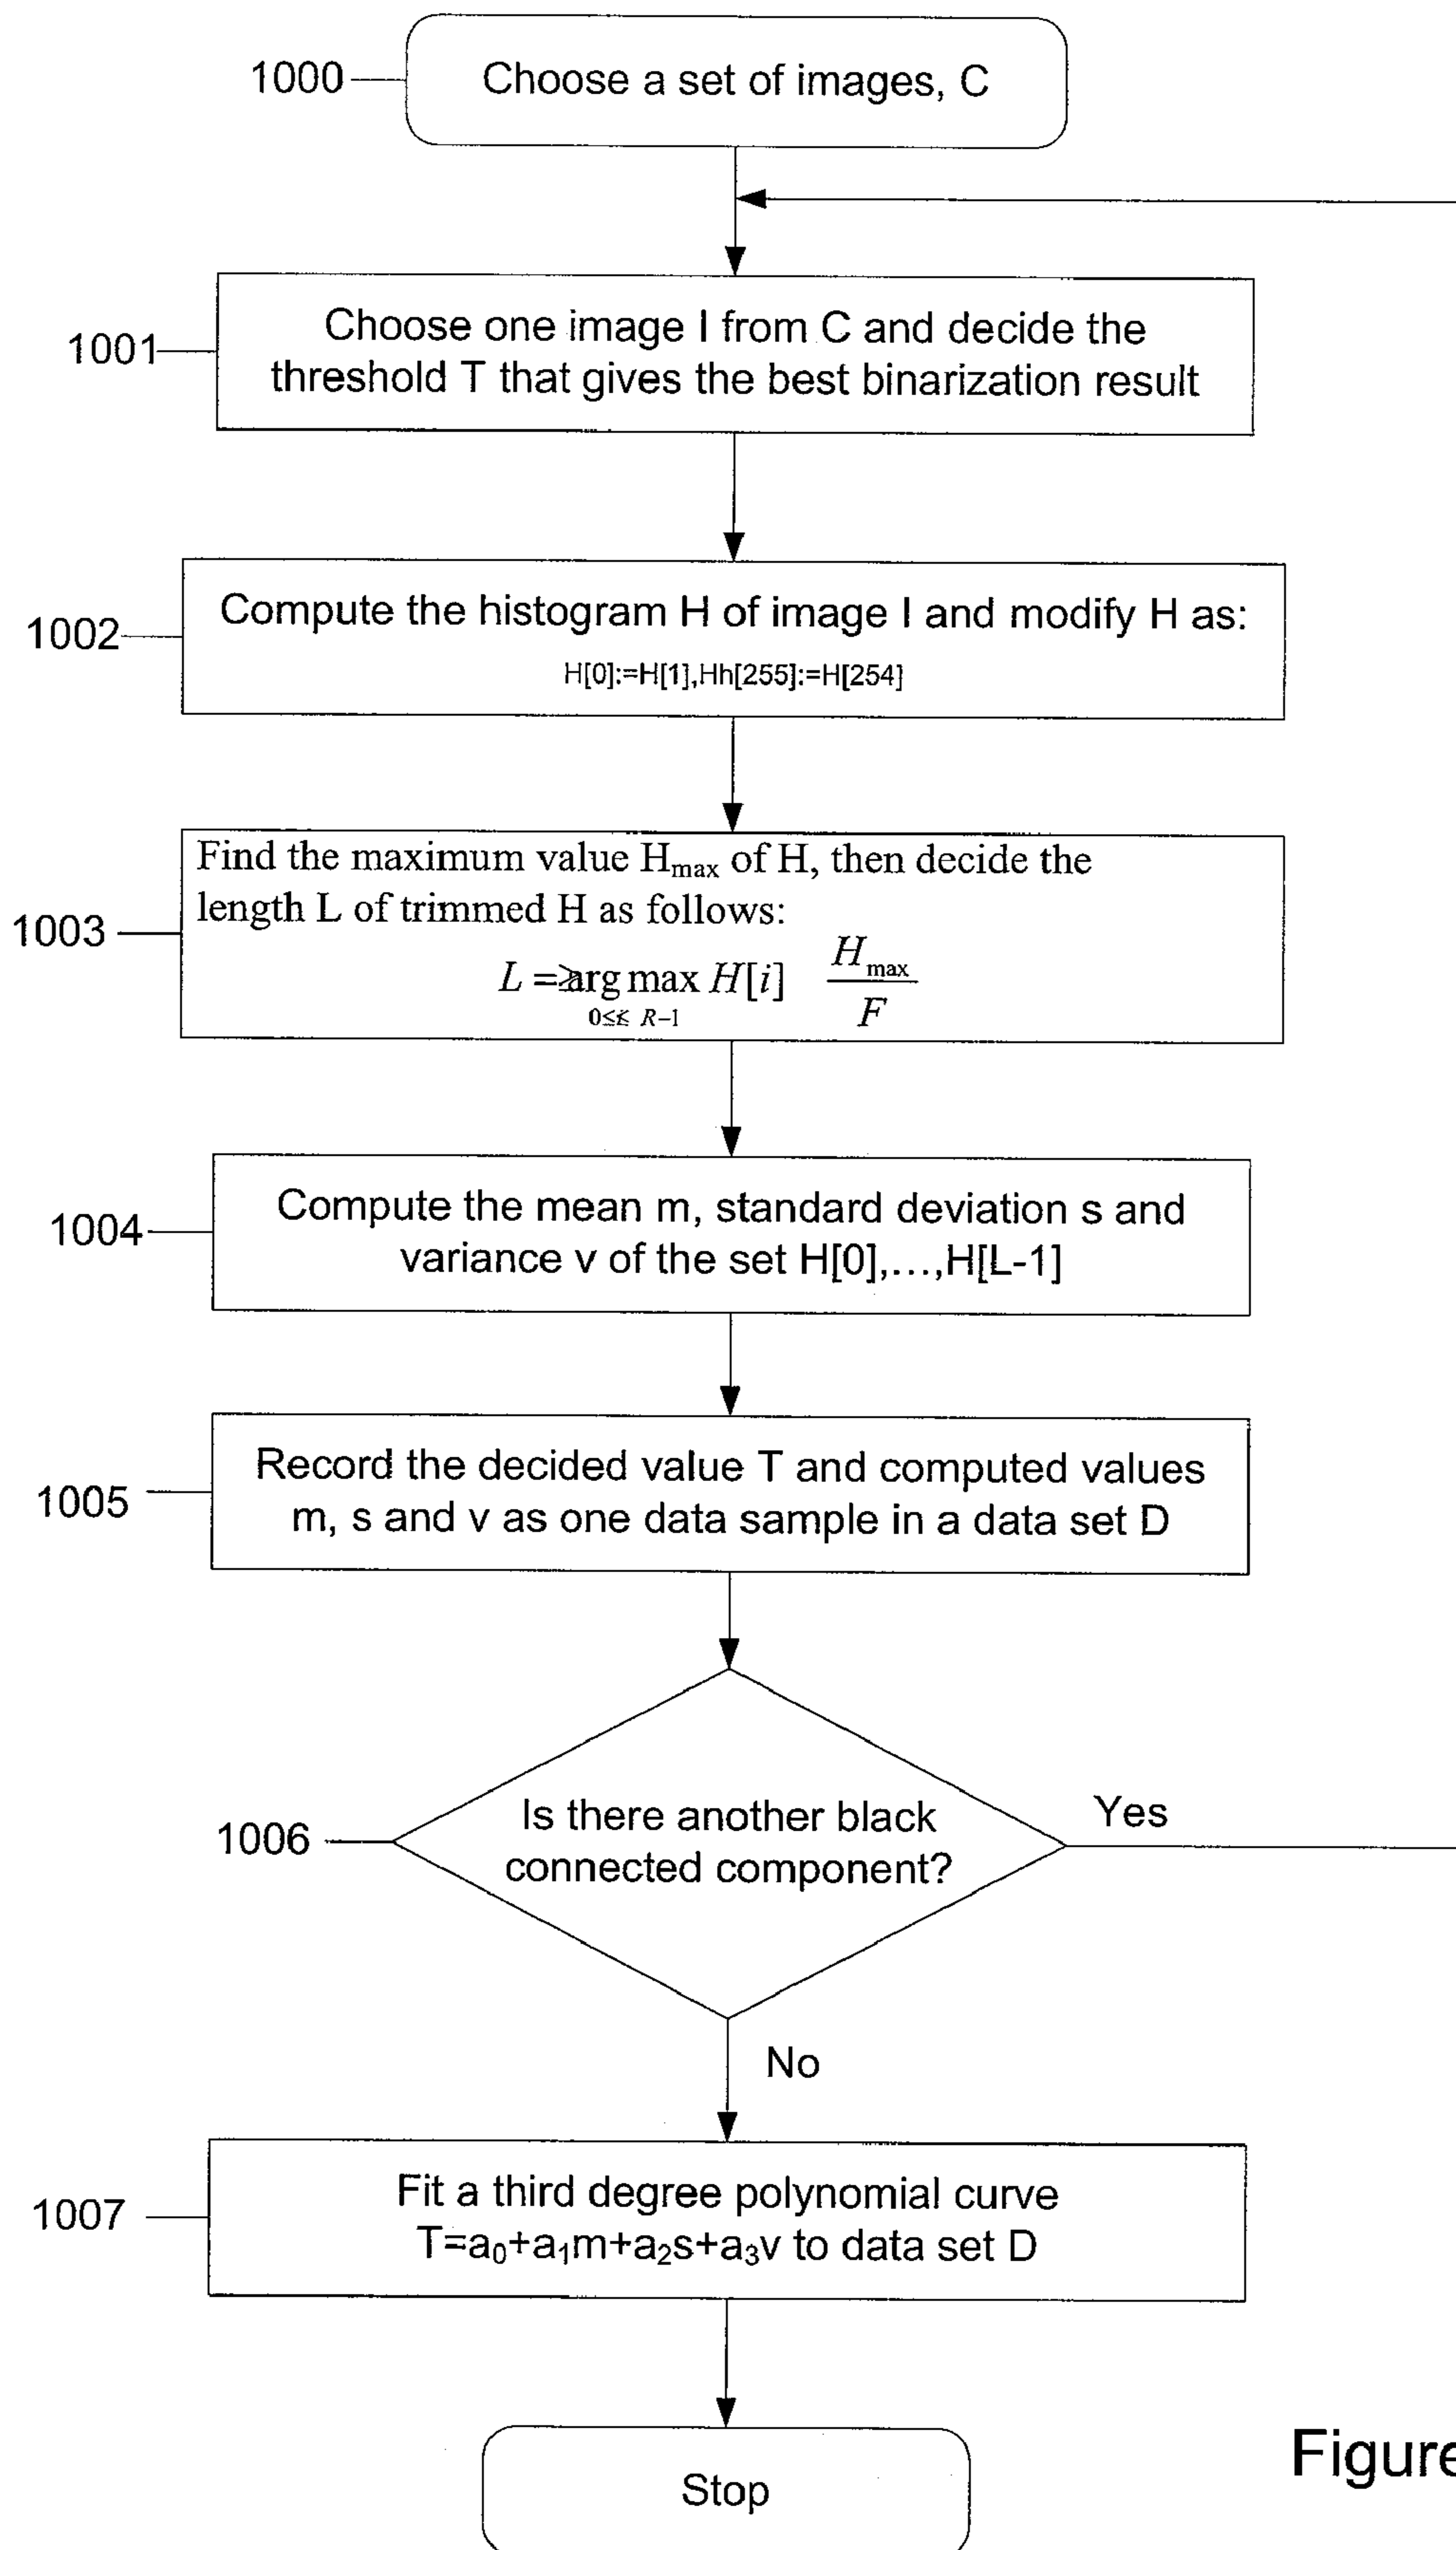 1000
Choose a set of images, C
1001
Choose one image I from C and decide the
threshold T that gives the best binarization result
1002
Compute the histogram H of image I and modify H as:
H[0]:=H[1],Hh[255]:=H[254]
1003
Find the maximum value Hmax of H, then decide the
length L of trimmed H as follows:
L = ≥ arg max H[i] Hmax / F
0≤ ≤ R−1
1004
Compute the mean m, standard deviation s and
variance v of the set H[0],...,H[L-1]
1005
Record the decided value T and computed values
m, s and v as one data sample in a data set D
1006
Is there another black
connected component?
Yes
No
1007
Fit a third degree polynomial curve
T=a₀+a₁m+a₂s+a₃v to data set D
Stop
Figure